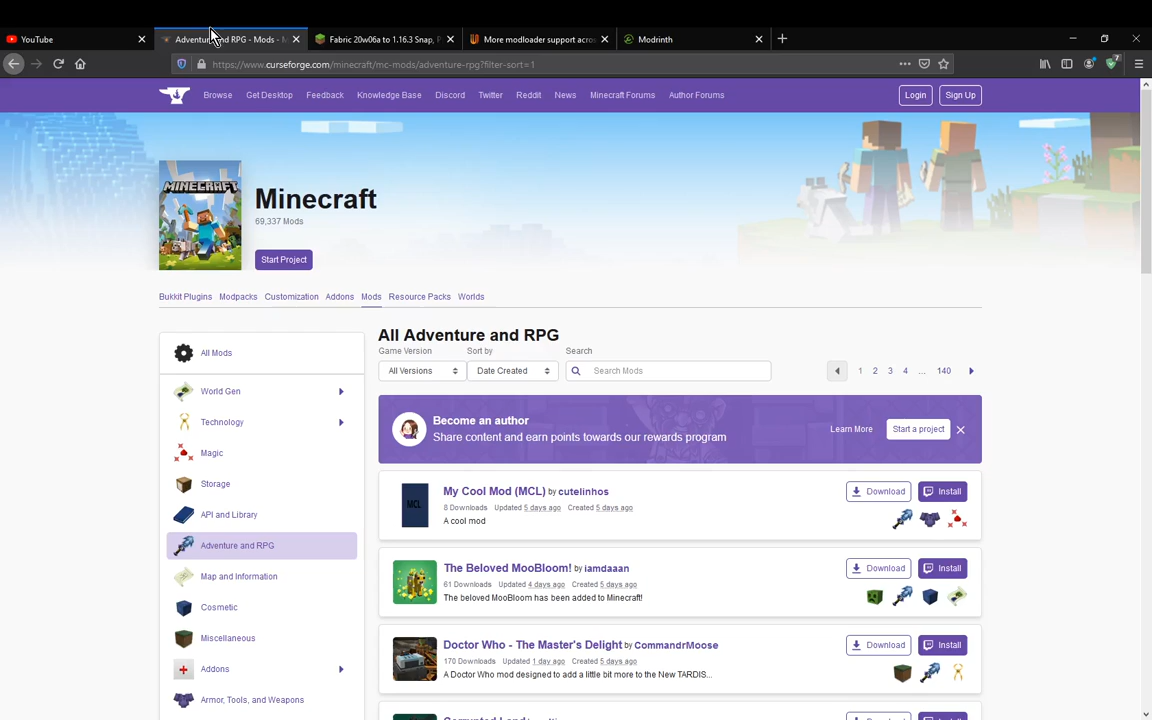 YouTube
Adventure and RPG - Mods - M
Fabric 20w06a to 1.16.3 Snap, P
More modloader support acros
Modrinth
https://www.curseforge.com/minecraft/mc-mods/adventure-rpg?filter-sort=1
7
Browse Get Desktop Feedback Knowledge Base Discord Twitter Reddit News Minecraft Forums Author Forums Login Sign Up
MINECRAFT
Minecraft
69,337 Mods
Start Project
Bukkit Plugins Modpacks Customization Addons Mods Resource Packs Worlds
All Mods
World Gen
Technology
Magic
Storage
API and Library
Adventure and RPG
Map and Information
Cosmetic
Miscellaneous
Addons
Armor, Tools, and Weapons
All Adventure and RPG
Game Version Sort by Search
All Versions Date Created Search Mods 1 2 3 4 ... 140
Become an author
Share content and earn points towards our rewards program
Learn More Start a project
MCL
My Cool Mod (MCL) by cutelinhos
8 Downloads Updated 5 days ago Created 5 days ago
A cool mod
Download Install
The Beloved MooBloom! by iamdaaan
61 Downloads Updated 4 days ago Created 5 days ago
The beloved MooBloom has been added to Minecraft!
Download Install
Doctor Who - The Master's Delight by CommandrMoose
170 Downloads Updated 1 day ago Created 5 days ago
A Doctor Who mod designed to add a little bit more to the New TARDIS...
Download Install